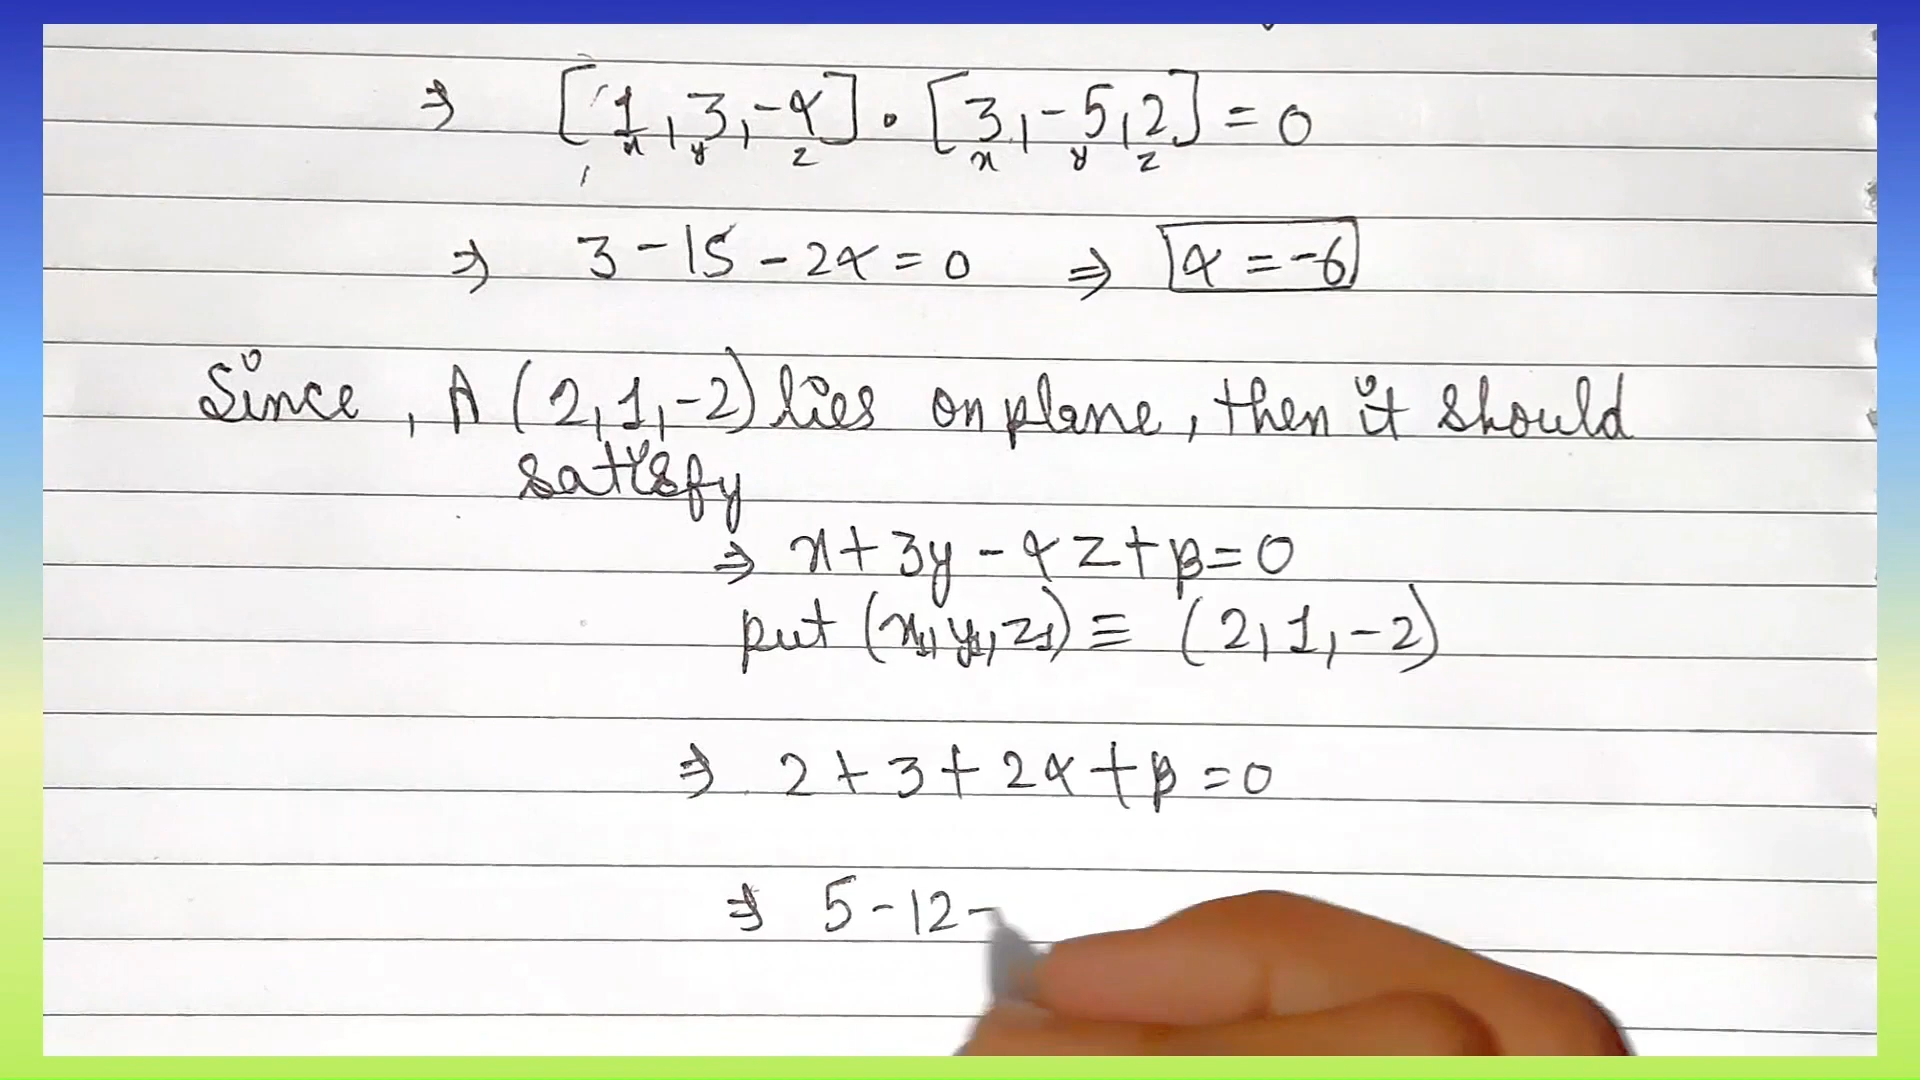 ⇒ [1, 3, -α] · [3, -5, 2] = 0
x y z x y z
⇒ 3 - 15 - 2α = 0 ⇒ α = -6
Since, A (2, 1, -2) lies on plane, then it should
satisfy
⇒ x + 3y - αz + β = 0
put (x1, y1, z1) ≡ (2, 1, -2)
⇒ 2 + 3 + 2α + β = 0
⇒ 5 - 12 -